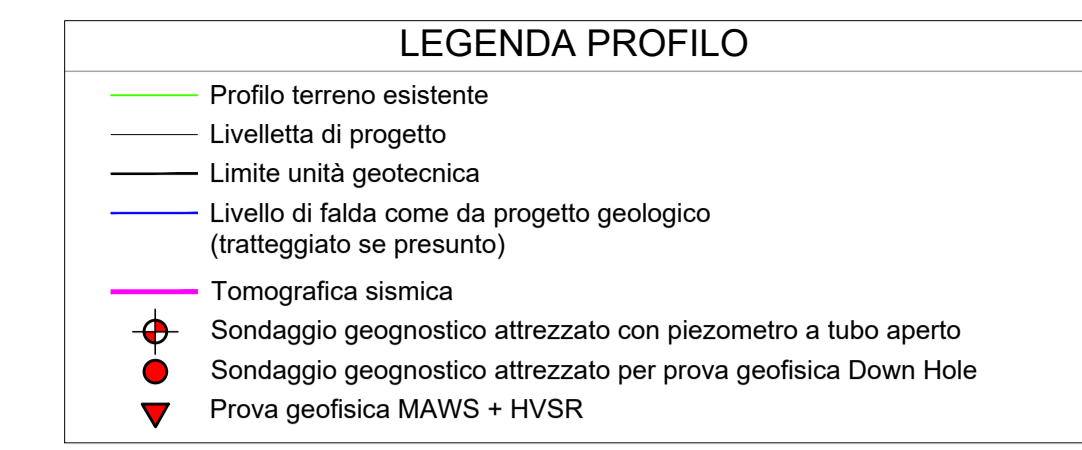 LEGENDA PROFILO
Profilo terreno esistente
Livelletta di progetto
Limite unità geotecnica
Livello di falda come da progetto geologico
(tratteggiato se presunto)
Tomografica sismica
Sondaggio geognostico attrezzato con piezometro a tubo aperto
Sondaggio geognostico attrezzato per prova geofisica Down Hole
Prova geofisica MAWS + HVSR